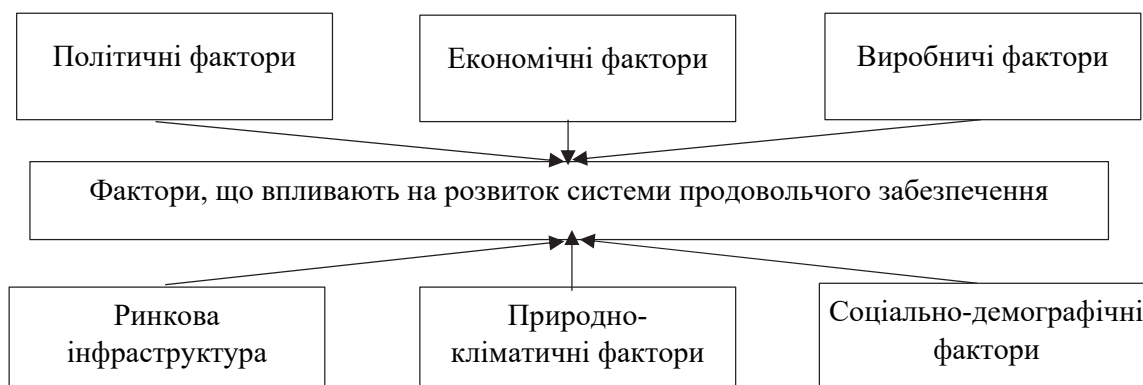 Політичні фактори
Економічні фактори
Виробничі фактори
Фактори, що впливають на розвиток системи продовольчого забезпечення
Ринкова
інфраструктура
Природно-
кліматичні фактори
Соціально-демографічні
фактори